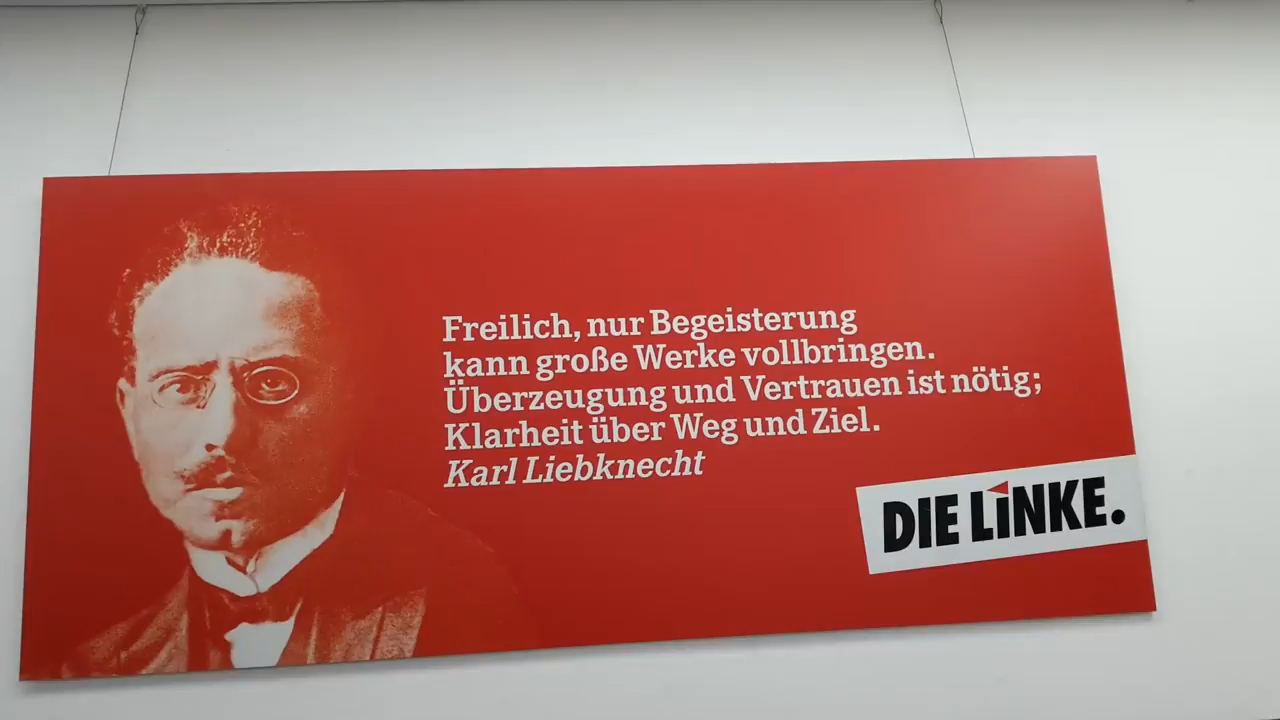 Freilich, nur Begeisterung
kann große Werke vollbringen.
Überzeugung und Vertrauen ist nötig;
Klarheit über Weg und Ziel.
Karl Liebknecht
DIE LINKE.